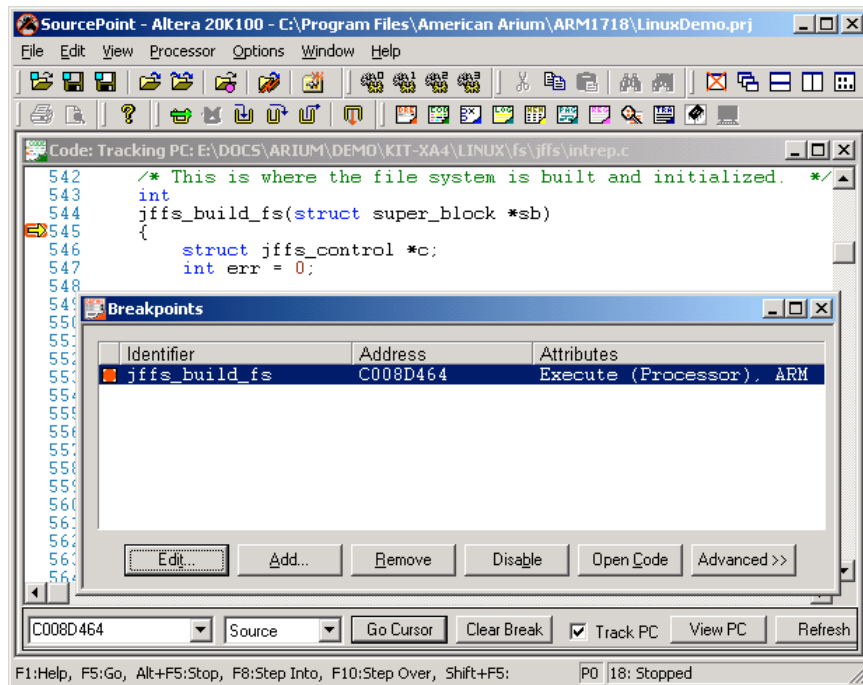 SourcePoint - Altera 20K100 - C:\Program Files\American Arium\ARM1718\LinuxDemo.prj
File Edit View Processor Options Window Help
Code: Tracking PC: E:\DOCS\ARIUM\DEMO\KIT-XA4\LINUX\fs\jffs\intrep.c
542 /* This is where the file system is built and initialized. */
543 int
544 jffs_build_fs(struct super_block *sb)
545 {
546 struct jffs_control *c;
547 int err = 0;
548
Breakpoints
Identifier Address Attributes
jffs_build_fs C008D464 Execute (Processor), ARM
Edit... Add... Remove Disable Open Code Advanced >>
C008D464 Source Go Cursor Clear Break Track PC View PC Refresh
F1:Help, F5:Go, Alt+F5:Stop, F8:Step Into, F10:Step Over, Shift+F5: P0 18: Stopped